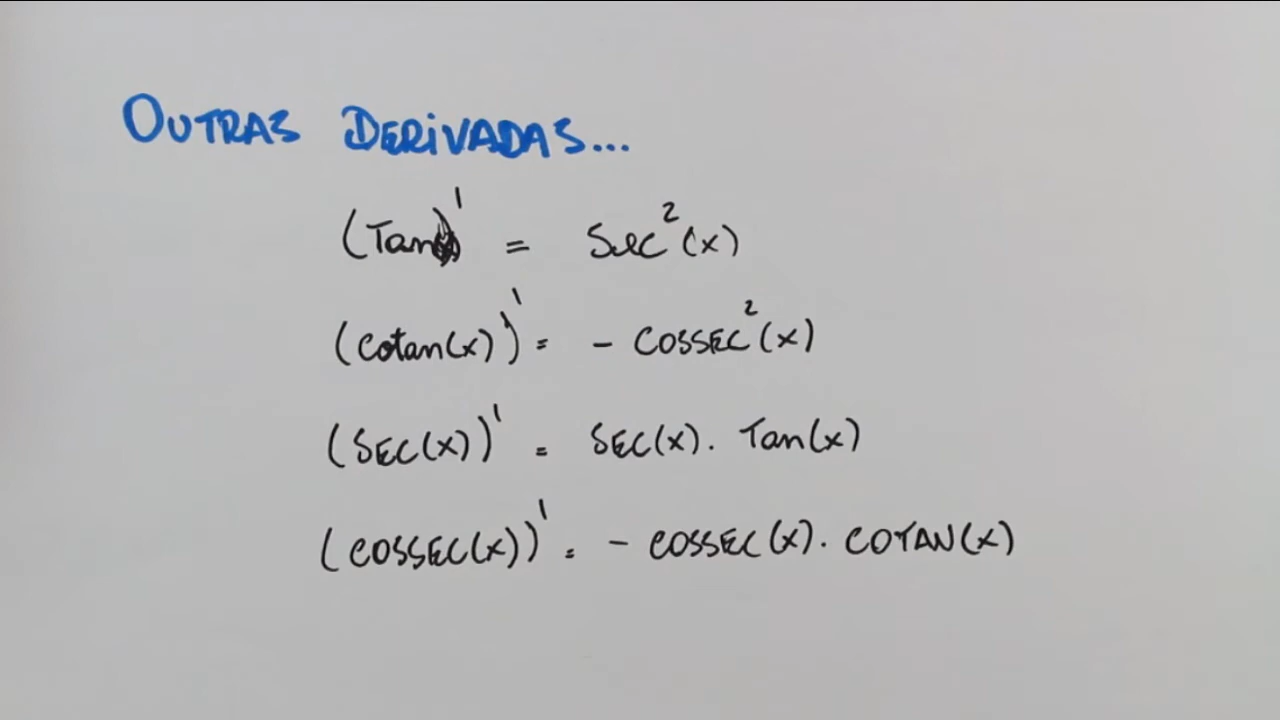 OUTRAS DERIVADAS...
(Tan)' = Sec²(x)
(cotan(x))' = - COSSEC²(x)
(SEC(x))' = SEC(x). Tan(x)
(COSSEC(x))' = - COSSEC(x). COTAN(x)